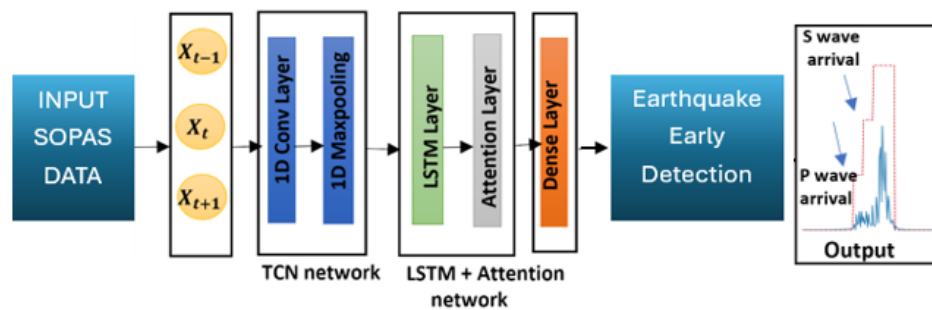 INPUT
SOPAS
DATA
X_{t-1}
X_t
X_{t+1}
1D Conv Layer
1D Maxpooling
TCN network
LSTM Layer
Attention Layer
LSTM + Attention
network
Dense Layer
Earthquake
Early
Detection
S wave
arrival
P wave
arrival
Output